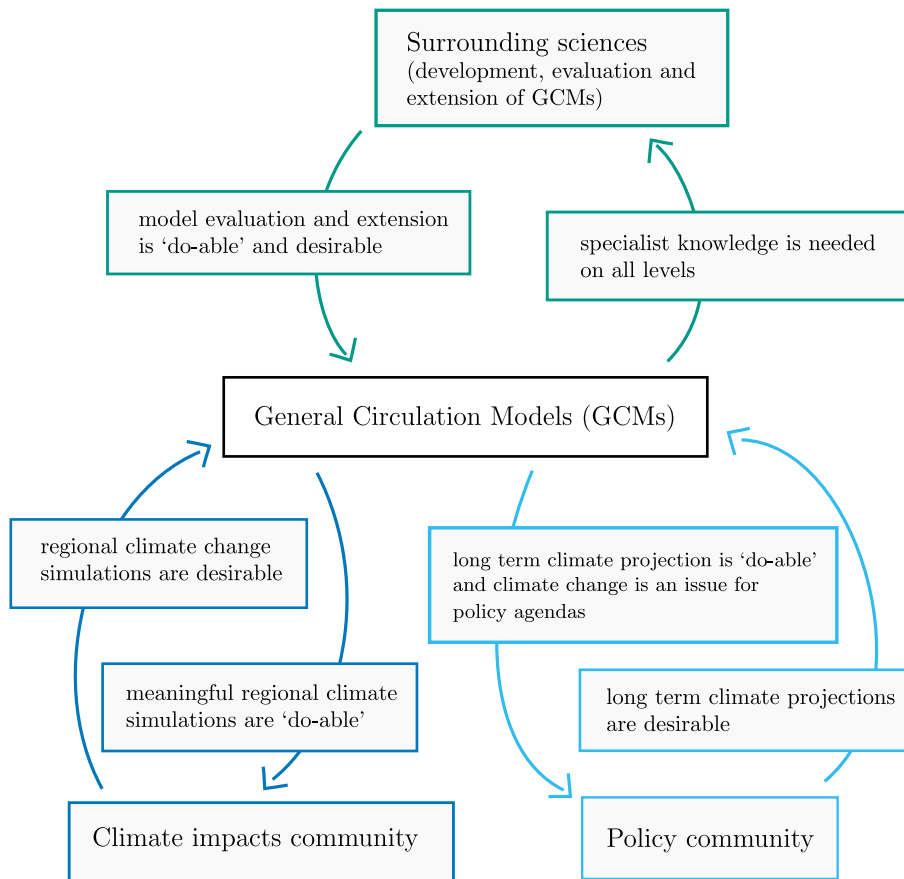 Surrounding sciences
(development, evaluation and
extension of GCMs)
model evaluation and extension
is ‘do-able’ and desirable
specialist knowledge is needed
on all levels
General Circulation Models (GCMs)
regional climate change
simulations are desirable
long term climate projection is ‘do-able’
and climate change is an issue for
policy agendas
meaningful regional climate
simulations are ‘do-able’
long term climate projections
are desirable
Climate impacts community
Policy community